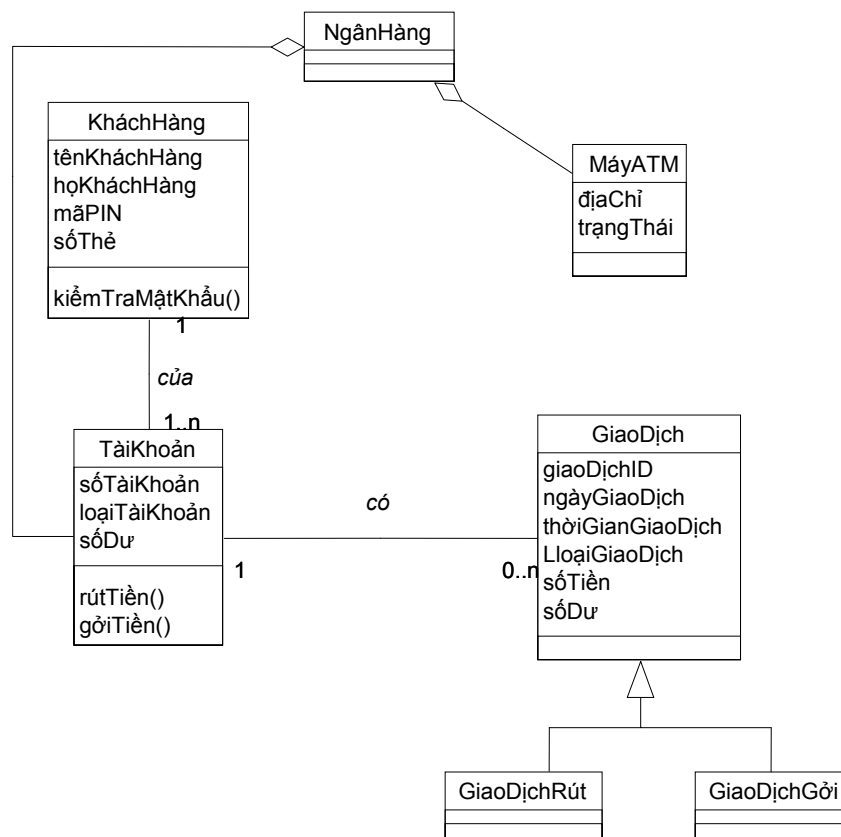 NgânHàng
KháchHàng
tênKháchHàng
họKháchHàng
mãPIN
sốThẻ
kiểmTraMậtKhẩu()
MáyATM
địaChỉ
trạngThái
1
của
1..n
TàiKhoản
sốTàiKhoản
loạiTàiKhoản
sốDư
rútTiền()
gởiTiền()
có
1
0..n
GiaoDịch
giaoDịchID
ngàyGiaoDịch
thờiGianGiaoDịch
LloạiGiaoDịch
sốTiền
sốDư
GiaoDịchRút
GiaoDịchGởi